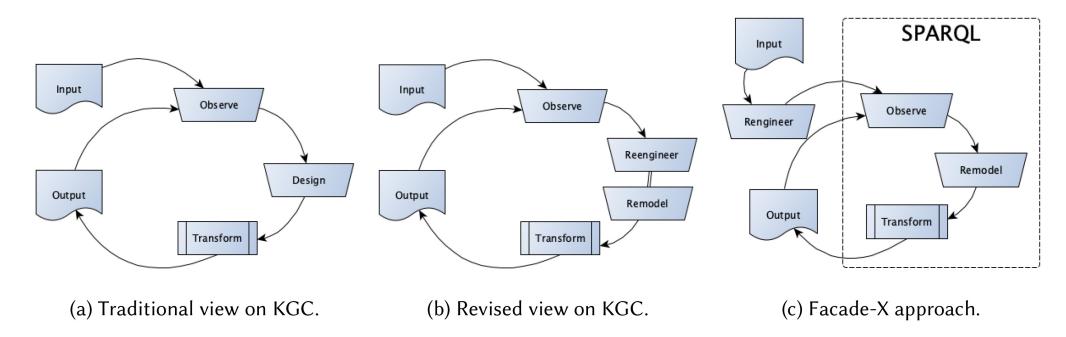 Input
Observe
Design
Transform
Output
(a) Traditional view on KGC.
Input
Observe
Reengineer
Remodel
Transform
Output
(b) Revised view on KGC.
SPARQL
Input
Rengineer
Observe
Remodel
Transform
Output
(c) Facade-X approach.